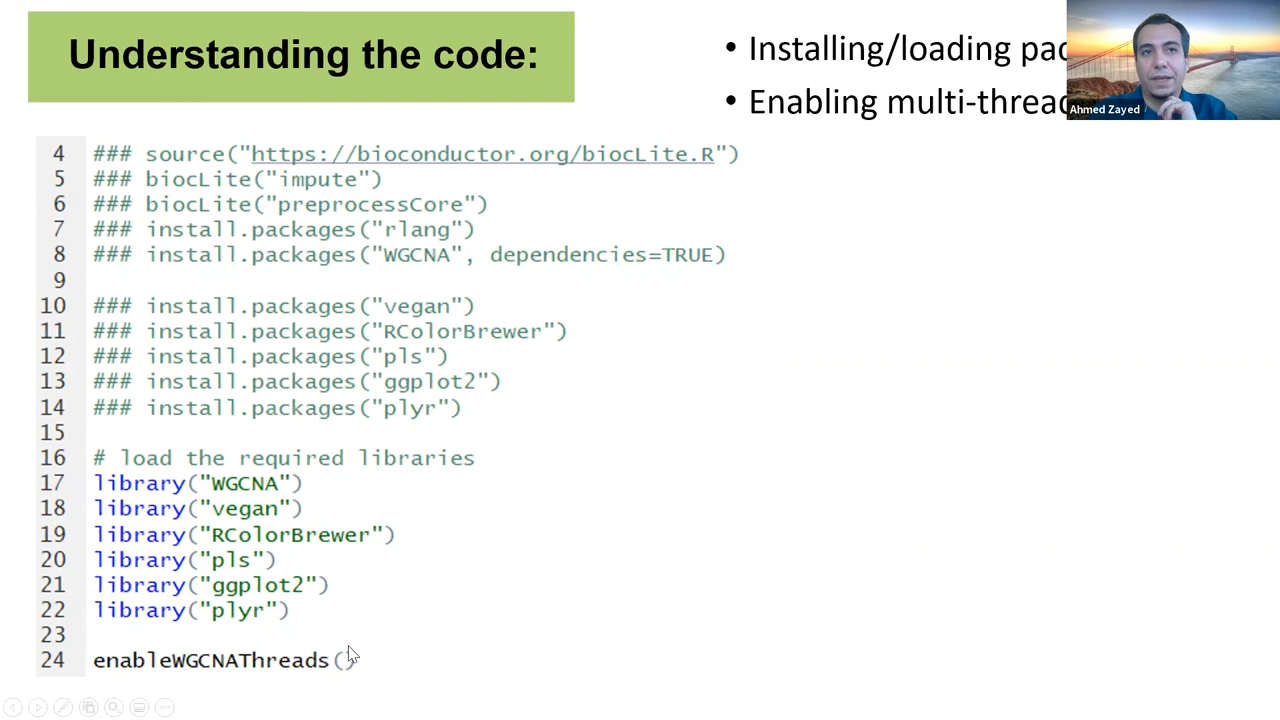 Understanding the code:
• Installing/loading
• Enabling
Ahmed Zayed
4 ### source("https://bioconductor.org/biocLite.R")
5 ### biocLite("impute")
6 ### biocLite("preprocessCore")
7 ### install.packages("rlang")
8 ### install.packages("WGCNA", dependencies=TRUE)
9
10 ### install.packages("vegan")
11 ### install.packages("RColorBrewer")
12 ### install.packages("pls")
13 ### install.packages("ggplot2")
14 ### install.packages("plyr")
15
16 # load the required libraries
17 library("WGCNA")
18 library("vegan")
19 library("RColorBrewer")
20 library("pls")
21 library("ggplot2")
22 library("plyr")
23
24 enableWGCNAThreads()